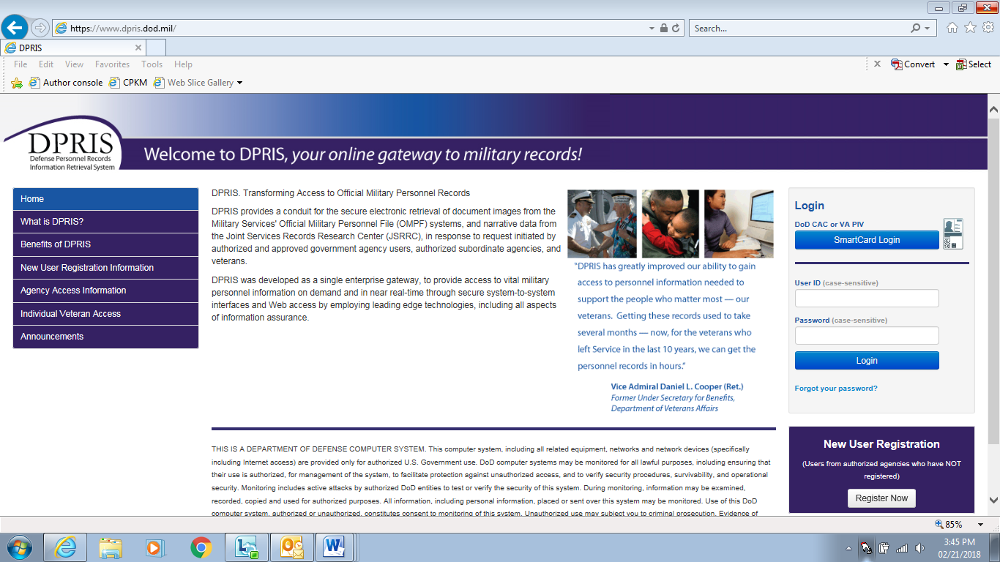 https://www.dpris.dod.mil/
Search...
DPRIS
File Edit View Favorites Tools Help
Convert Select
Author console CPKM Web Slice Gallery
DPRIS
Defense Personnel Records
Information Retrieval System
Welcome to DPRIS, your online gateway to military records!
Home
What is DPRIS?
Benefits of DPRIS
New User Registration Information
Agency Access Information
Individual Veteran Access
Announcements
DPRIS. Transforming Access to Official Military Personnel Records
DPRIS provides a conduit for the secure electronic retrieval of document images from the
Military Services' Official Military Personnel File (OMPF) systems, and narrative data from
the Joint Services Records Research Center (JSRRC), in response to request initiated by
authorized and approved government agency users, authorized subordinate agencies, and
veterans.
DPRIS was developed as a single enterprise gateway, to provide access to vital military
personnel information on demand and in near real-time through secure system-to-system
interfaces and Web access by employing leading edge technologies, including all aspects
of information assurance.
“DPRIS has greatly improved our ability to gain
access to personnel information needed to
support the people who matter most — our
veterans. Getting these records used to take
several months — now, for the veterans who
left Service in the last 10 years, we can get the
personnel records in hours.”
Vice Admiral Daniel L. Cooper (Ret.)
Former Under Secretary for Benefits,
Department of Veterans Affairs
Login
DoD CAC or VA PIV
SmartCard Login
User ID (case-sensitive)
Password (case-sensitive)
Login
Forgot your password?
New User Registration
(Users from authorized agencies who have NOT
registered)
Register Now
THIS IS A DEPARTMENT OF DEFENSE COMPUTER SYSTEM. This computer system, including all related equipment, networks and network devices (specifically
including Internet access) are provided only for authorized U.S. Government use. DoD computer systems may be monitored for all lawful purposes, including ensuring that
their use is authorized, for management of the system, to facilitate protection against unauthorized access, and to verify security procedures, survivability, and operational
security. Monitoring includes active attacks by authorized DoD entities to test or verify the security of this system. During monitoring, information may be examined,
recorded, copied and used for authorized purposes. All information, including personal information, placed or sent over this system may be monitored. Use of this DoD
computer system, authorized or unauthorized, constitutes consent to monitoring of this system. Unauthorized use may subject you to criminal prosecution. Evidence of
85%
3:45 PM
02/21/2018